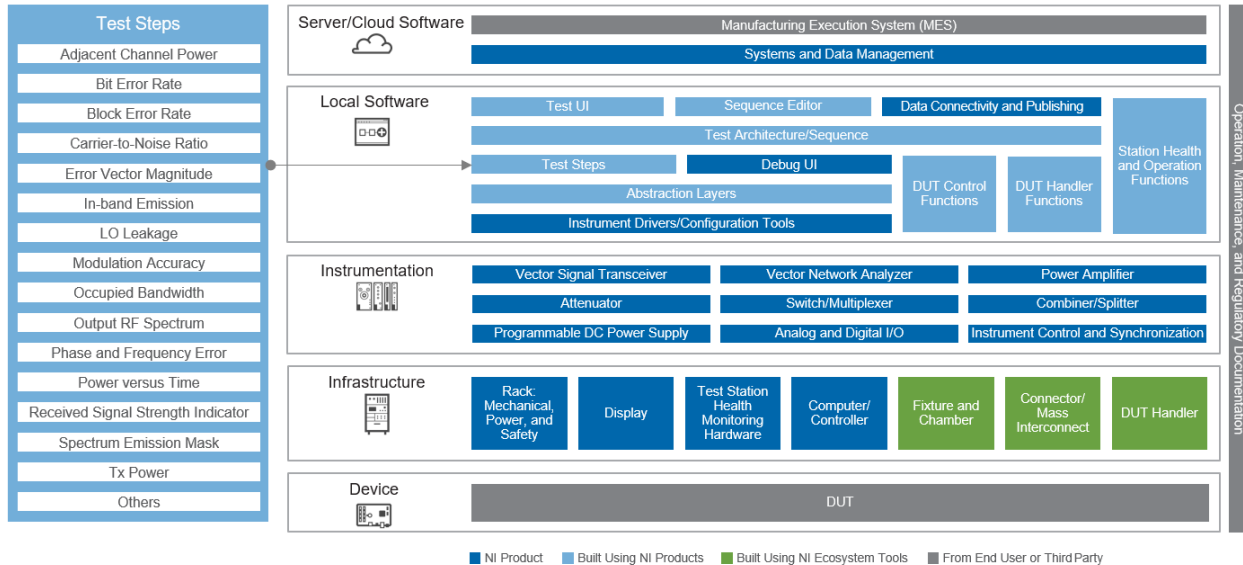 Test Steps
Adjacent Channel Power
Bit Error Rate
Block Error Rate
Carrier-to-Noise Ratio
Error Vector Magnitude
In-band Emission
LO Leakage
Modulation Accuracy
Occupied Bandwidth
Output RF Spectrum
Phase and Frequency Error
Power versus Time
Received Signal Strength Indicator
Spectrum Emission Mask
Tx Power
Others
Server/Cloud Software
Manufacturing Execution System (MES)
Systems and Data Management
Local Software
Test UI
Sequence Editor
Data Connectivity and Publishing
Test Architecture/Sequence
Test Steps
Debug UI
Abstraction Layers
Instrument Drivers/Configuration Tools
DUT Control
Functions
DUT Handler
Functions
Station Health
and Operation
Functions
Instrumentation
Vector Signal Transceiver
Vector Network Analyzer
Power Amplifier
Attenuator
Switch/Multiplexer
Combiner/Splitter
Programmable DC Power Supply
Analog and Digital I/O
Instrument Control and Synchronization
Infrastructure
Rack:
Mechanical,
Power, and
Safety
Display
Test Station
Health
Monitoring
Hardware
Computer/
Controller
Fixture and
Chamber
Connector/
Mass
Interconnect
DUT Handler
Device
DUT
Operation, Maintenance, and Regulatory Documentation
NI Product
Built Using NI Products
Built Using NI Ecosystem Tools
From End User or Third Party